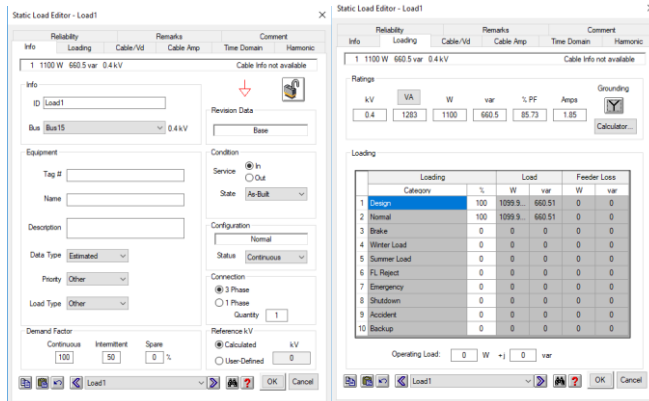 Static Load Editor - Load1
Reliability Remarks Comment
Info Loading Cable/Vd Cable Amp Time Domain Harmonic
1 1100 W 660.5 var 0.4 kV Cable Info not available
Info
ID Load1
Bus Bus15 0.4 kV
Revision Data
Base
Equipment
Tag #
Name
Description
Data Type Estimated
Priority Other
Load Type Other
Condition
Service In
Out
State As-Built
Configuration
Normal
Status Continuous
Connection
3 Phase
1 Phase
Quantity 1
Demand Factor
Continuous Intermittent Spare
100 50 0 %
Reference kV
Calculated kV
User-Defined 0
Load1 OK Cancel
Static Load Editor - Load1
Reliability Remarks Comment
Info Loading Cable/Vd Cable Amp Time Domain Harmonic
1 1100 W 660.5 var 0.4 kV Cable Info not available
Ratings
Grounding
kV VA W var % PF Amps
0.4 1283 1100 660.5 85.73 1.85
Calculator...
Loading
Loading Load Feeder Loss
Category % W var W var
1 Design 100 1099.9... 660.51 0 0
2 Normal 100 1099.9... 660.51 0 0
3 Brake 0 0 0 0 0
4 Winter Load 0 0 0 0 0
5 Summer Load 0 0 0 0 0
6 FL Reject 0 0 0 0 0
7 Emergency 0 0 0 0 0
8 Shutdown 0 0 0 0 0
9 Accident 0 0 0 0 0
10 Backup 0 0 0 0 0
Operating Load: 0 W + j 0 var
Load1 OK Cancel